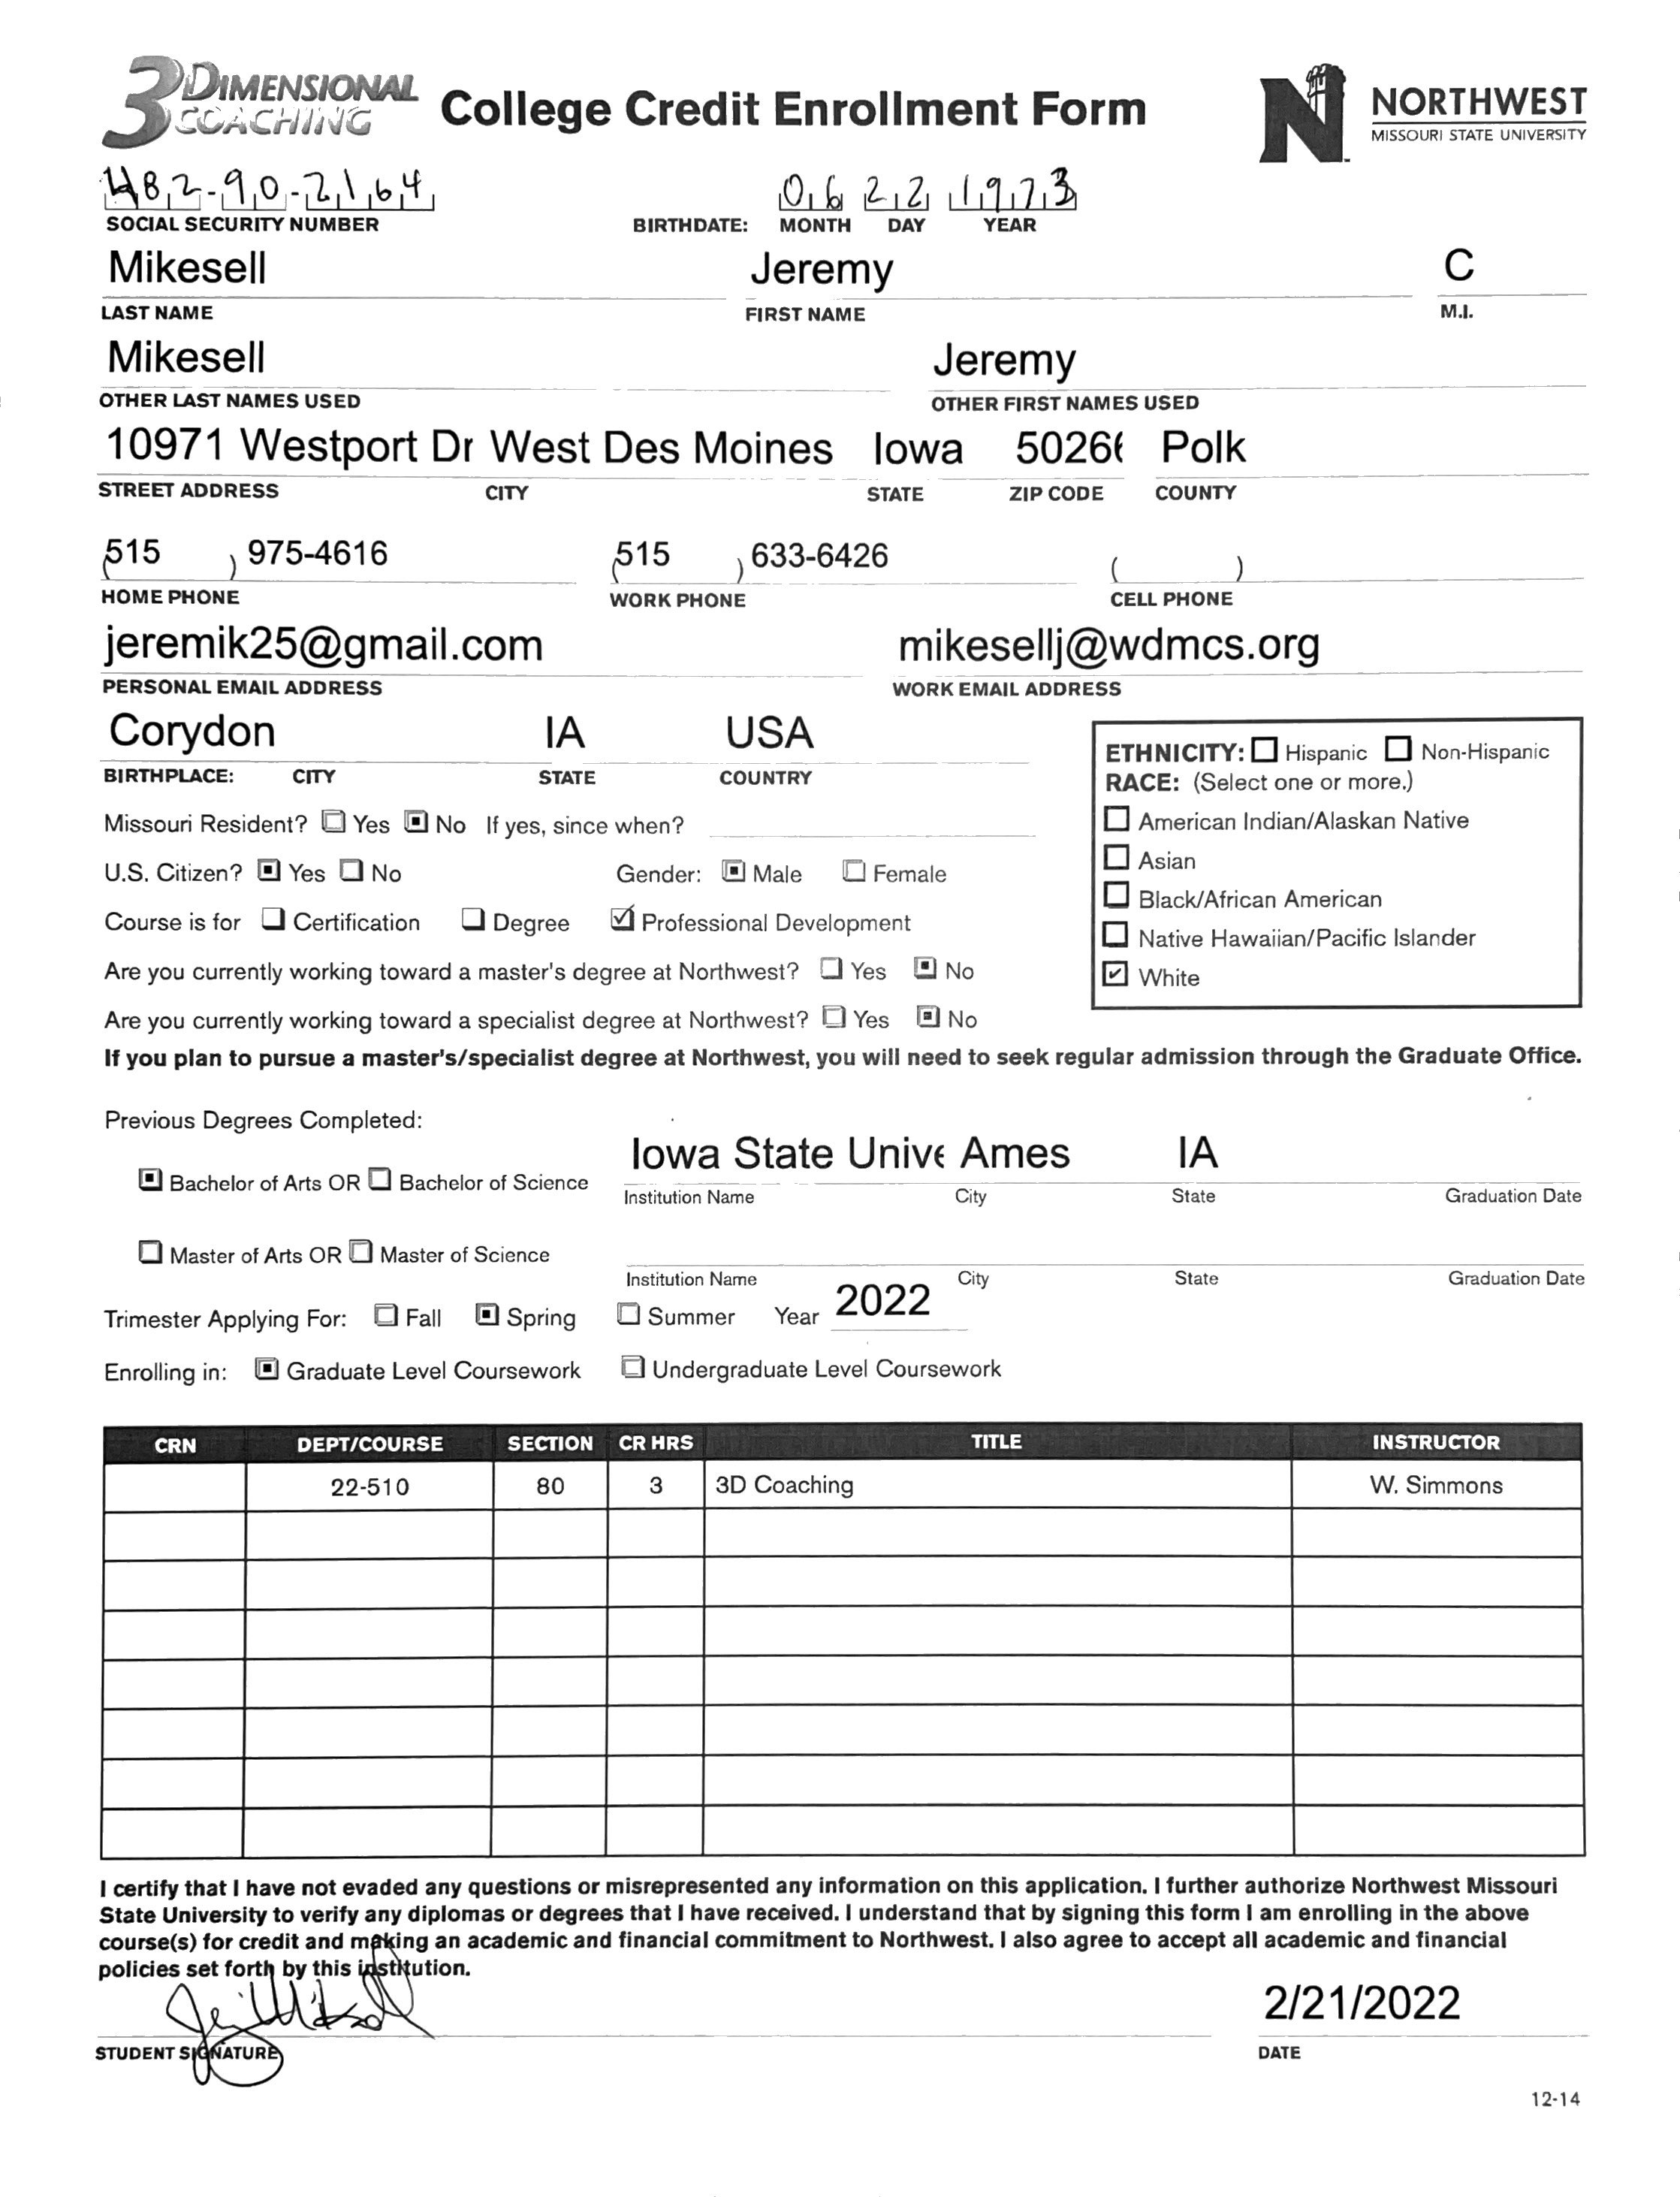 3 DIMENSIONAL COACHING College Credit Enrollment Form N NORTHWEST
MISSOURI STATE UNIVERSITY
482-90-2164 06 22 1973
SOCIAL SECURITY NUMBER BIRTHDATE: MONTH DAY YEAR
Mikesell Jeremy C
LAST NAME FIRST NAME M.I.
Mikesell Jeremy
OTHER LAST NAMES USED OTHER FIRST NAMES USED
10971 Westport Dr West Des Moines Iowa 50266 Polk
STREET ADDRESS CITY STATE ZIP CODE COUNTY
(515 ) 975-4616 (515 ) 633-6426 ( )
HOME PHONE WORK PHONE CELL PHONE
jeremik25@gmail.com mikesellj@wdmcs.org
PERSONAL EMAIL ADDRESS WORK EMAIL ADDRESS
Corydon IA USA
BIRTHPLACE: CITY STATE COUNTRY
ETHNICITY: Hispanic Non-Hispanic
RACE: (Select one or more.)
American Indian/Alaskan Native
Asian
Black/African American
Native Hawaiian/Pacific Islander
White
Missouri Resident? Yes No If yes, since when?
U.S. Citizen? Yes No Gender: Male Female
Course is for Certification Degree Professional Development
Are you currently working toward a master's degree at Northwest? Yes No
Are you currently working toward a specialist degree at Northwest? Yes No
If you plan to pursue a master's/specialist degree at Northwest, you will need to seek regular admission through the Graduate Office.
Previous Degrees Completed:
Iowa State Unive Ames IA
Bachelor of Arts OR Bachelor of Science
Institution Name City State Graduation Date
Master of Arts OR Master of Science
Institution Name City State Graduation Date
Trimester Applying For: Fall Spring Summer Year 2022
Enrolling in: Graduate Level Coursework Undergraduate Level Coursework
CRN DEPT/COURSE SECTION CR HRS TITLE INSTRUCTOR
22-510 80 3 3D Coaching W. Simmons
I certify that I have not evaded any questions or misrepresented any information on this application. I further authorize Northwest Missouri
State University to verify any diplomas or degrees that I have received. I understand that by signing this form I am enrolling in the above
course(s) for credit and making an academic and financial commitment to Northwest. I also agree to accept all academic and financial
policies set forth by this institution.
2/21/2022
STUDENT SIGNATURE DATE
12-14